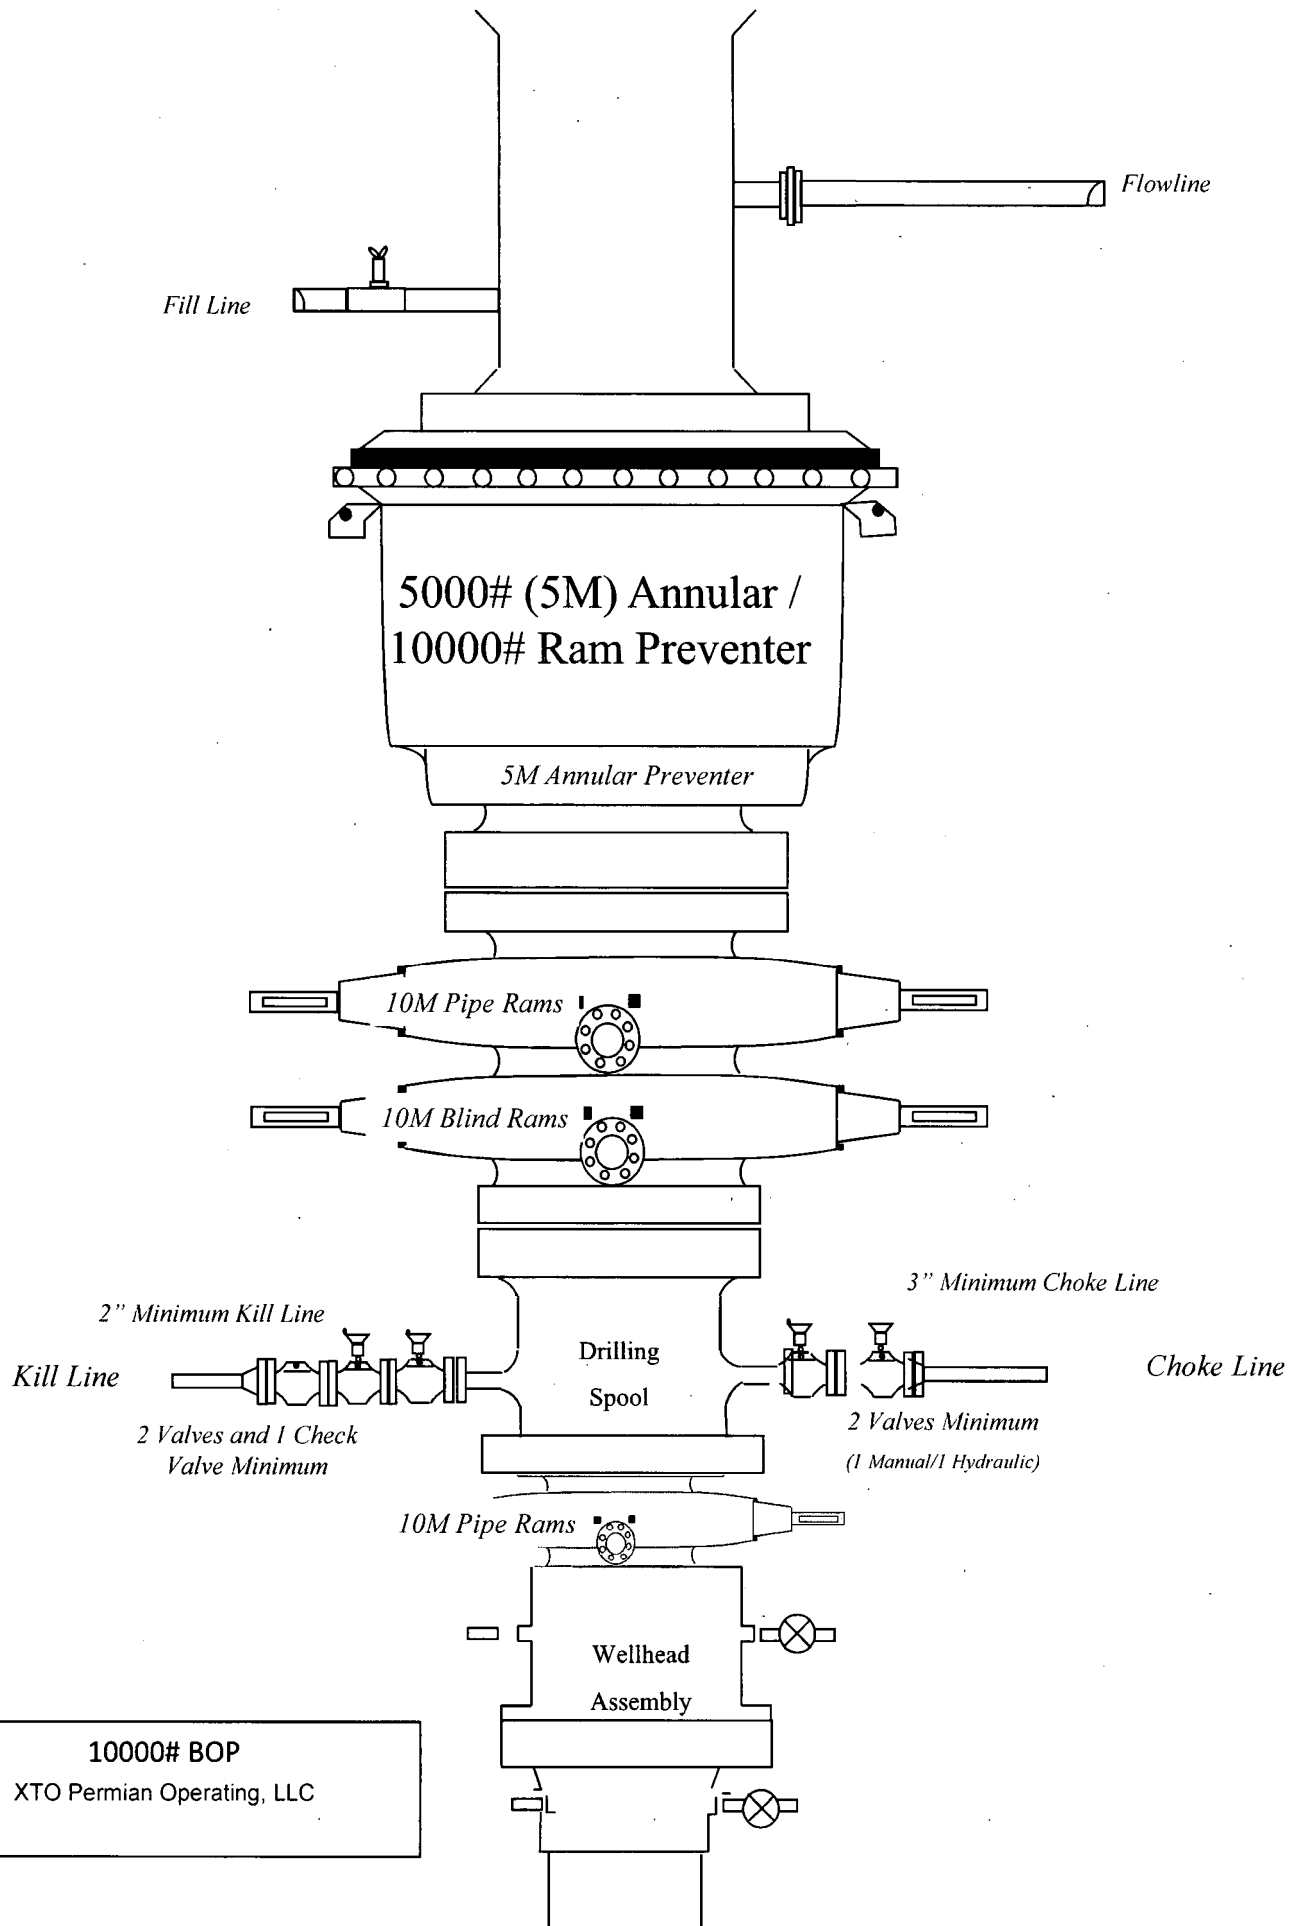 Flowline
Fill Line
5000# (5M) Annular /
10000# Ram Preventer
5M Annular Preventer
10M Pipe Rams
10M Blind Rams
3” Minimum Choke Line
2” Minimum Kill Line
Drilling
Spool
Kill Line
Choke Line
2 Valves and 1 Check
Valve Minimum
2 Valves Minimum
(1 Manual/1 Hydraulic)
10M Pipe Rams
Wellhead
Assembly
10000# BOP
XTO Permian Operating, LLC